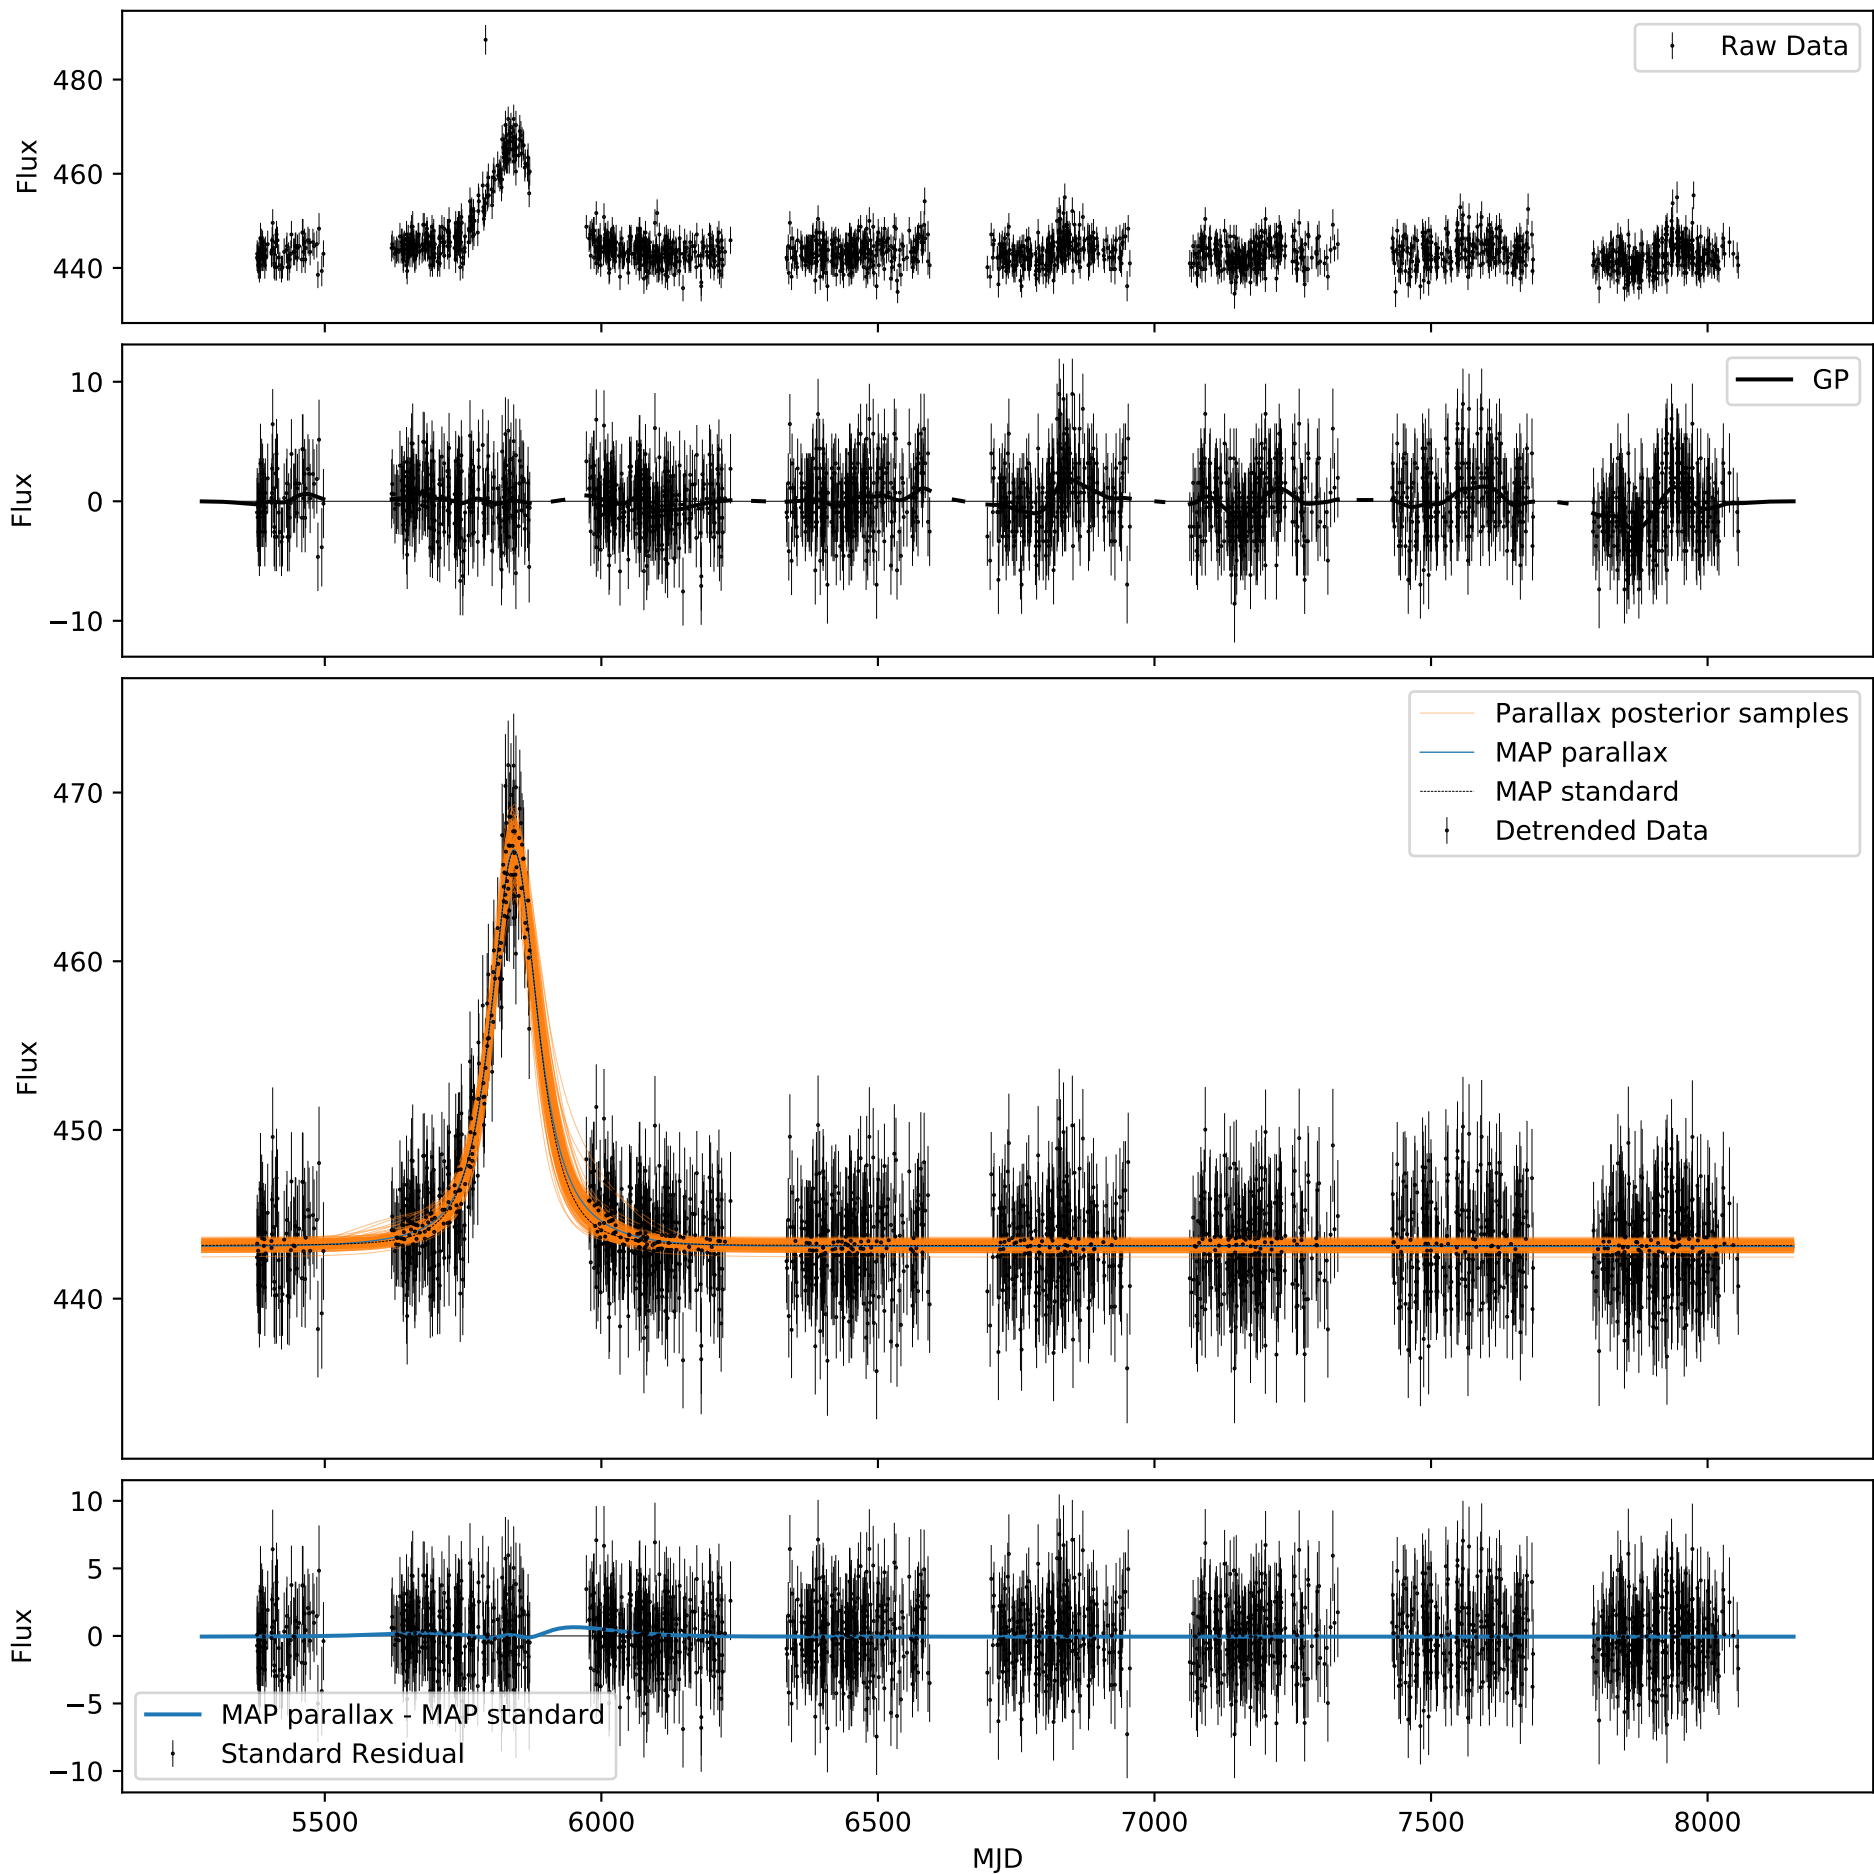 Raw Data
480
460
440
Flux
GP
10
0
−10
Flux
Parallax posterior samples
MAP parallax
MAP standard
Detrended Data
470
460
450
440
Flux
10
5
0
−5
−10
Flux
MAP parallax - MAP standard
Standard Residual
5500 6000 6500 7000 7500 8000
MJD